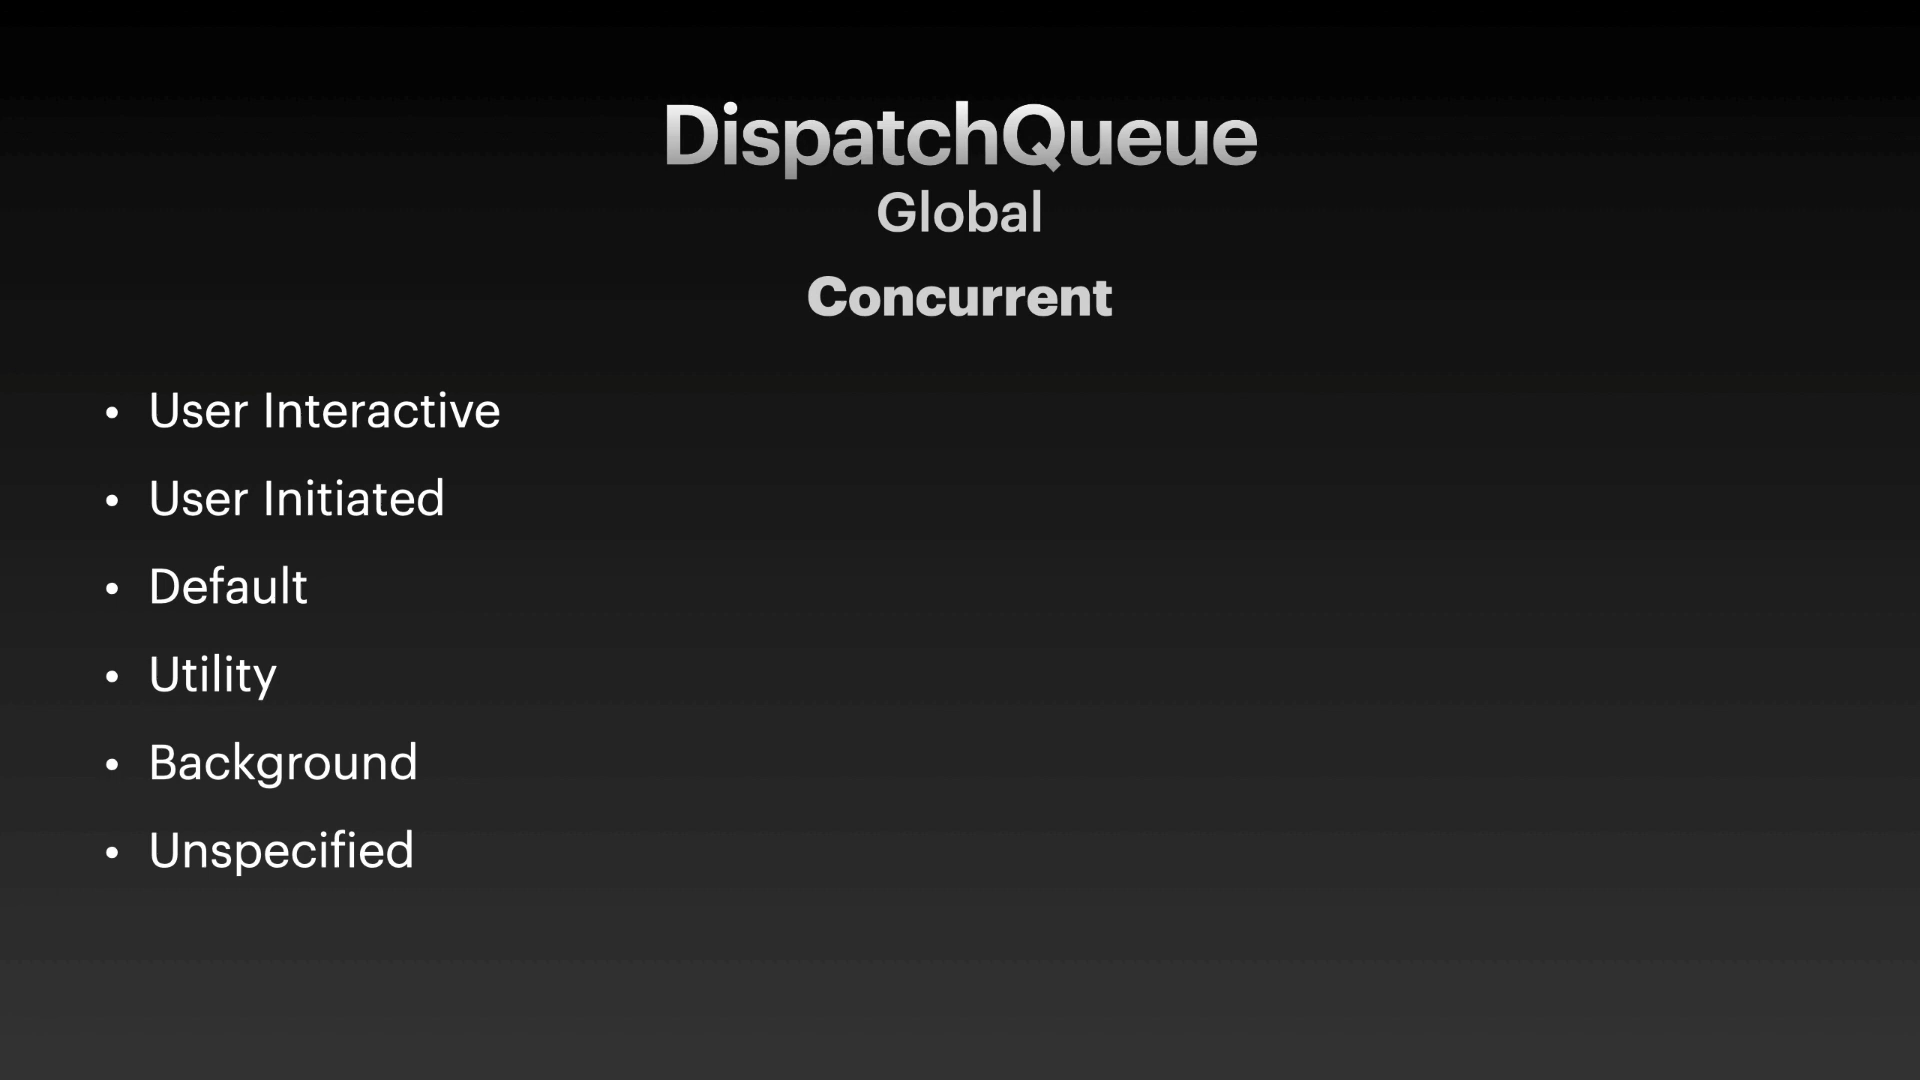 DispatchQueue
Global
Concurrent
• User Interactive
• User Initiated
• Default
• Utility
• Background
• Unspecified